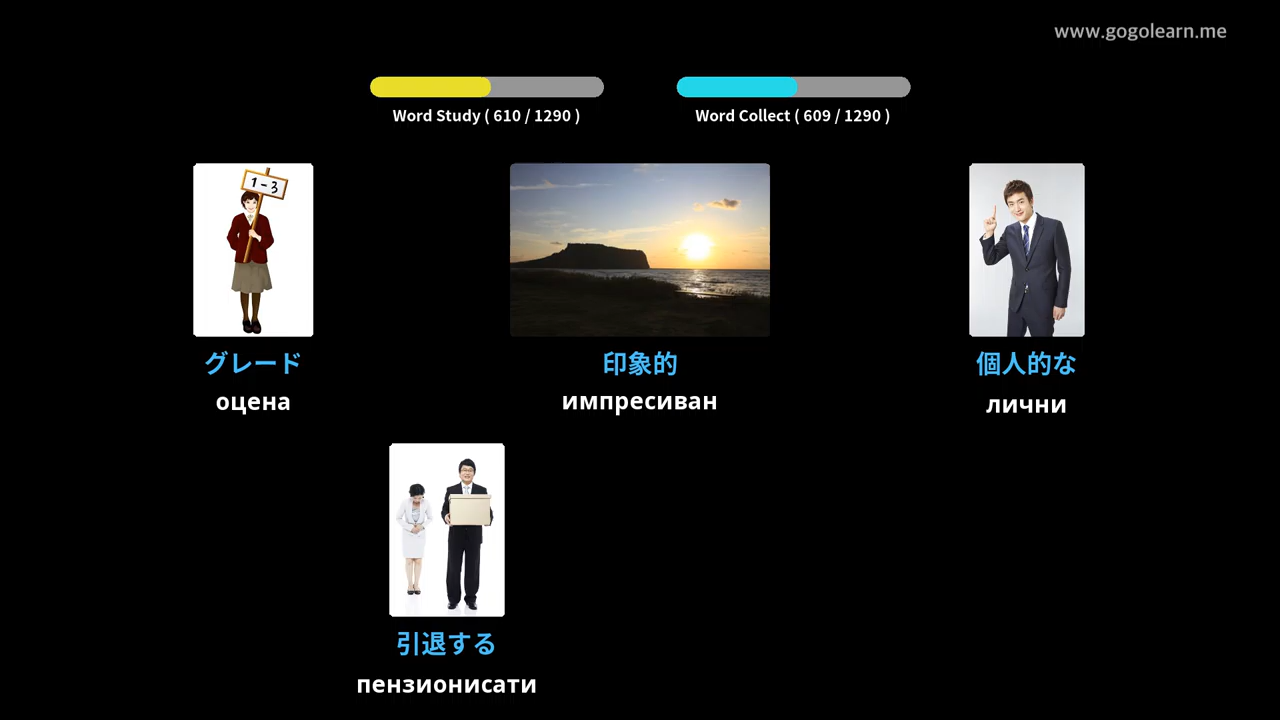 www.gogolearn.me
Word Study ( 610 / 1290 )
Word Collect ( 609 / 1290 )
1-3
グレード
оцена
印象的
импресиван
個人的な
лични
引退する
пензионисати